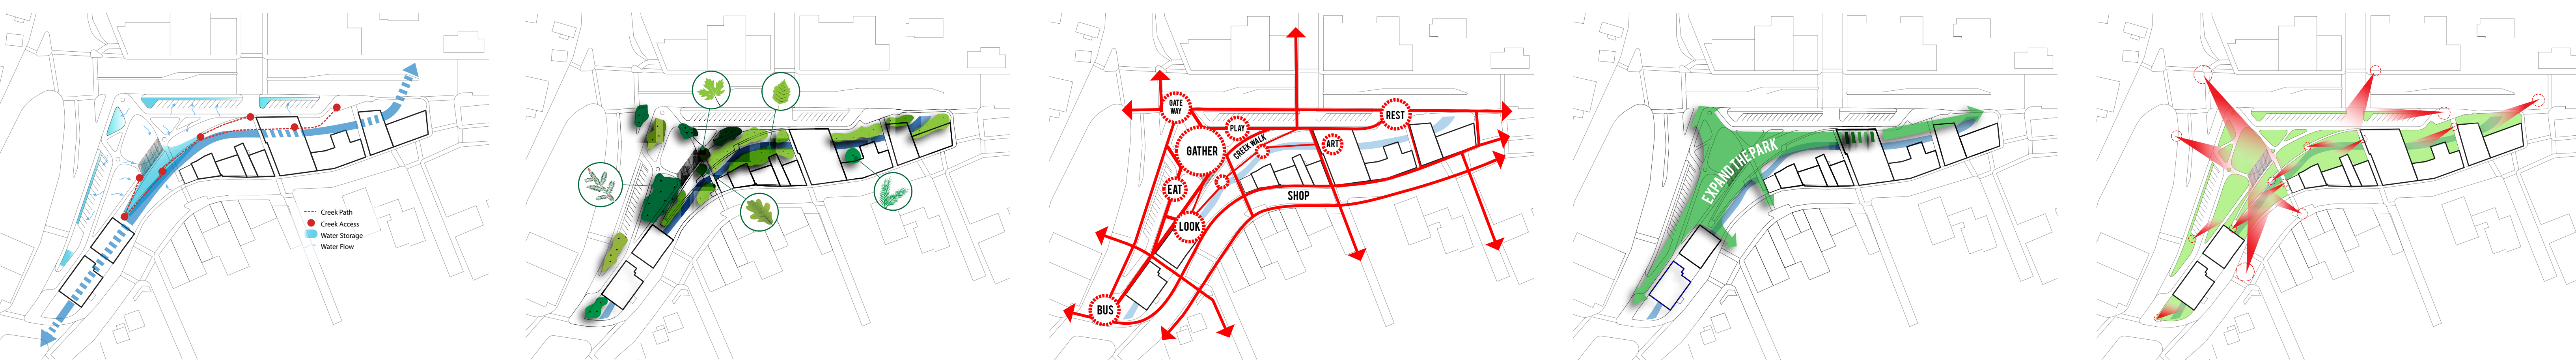 Creek Path
Creek Access
Water Storage
Water Flow
GATE
WAY
PLAY
REST
GATHER
CREEK WALK
ART
EAT
SHOP
LOOK
BUS
EXPAND THE PARK